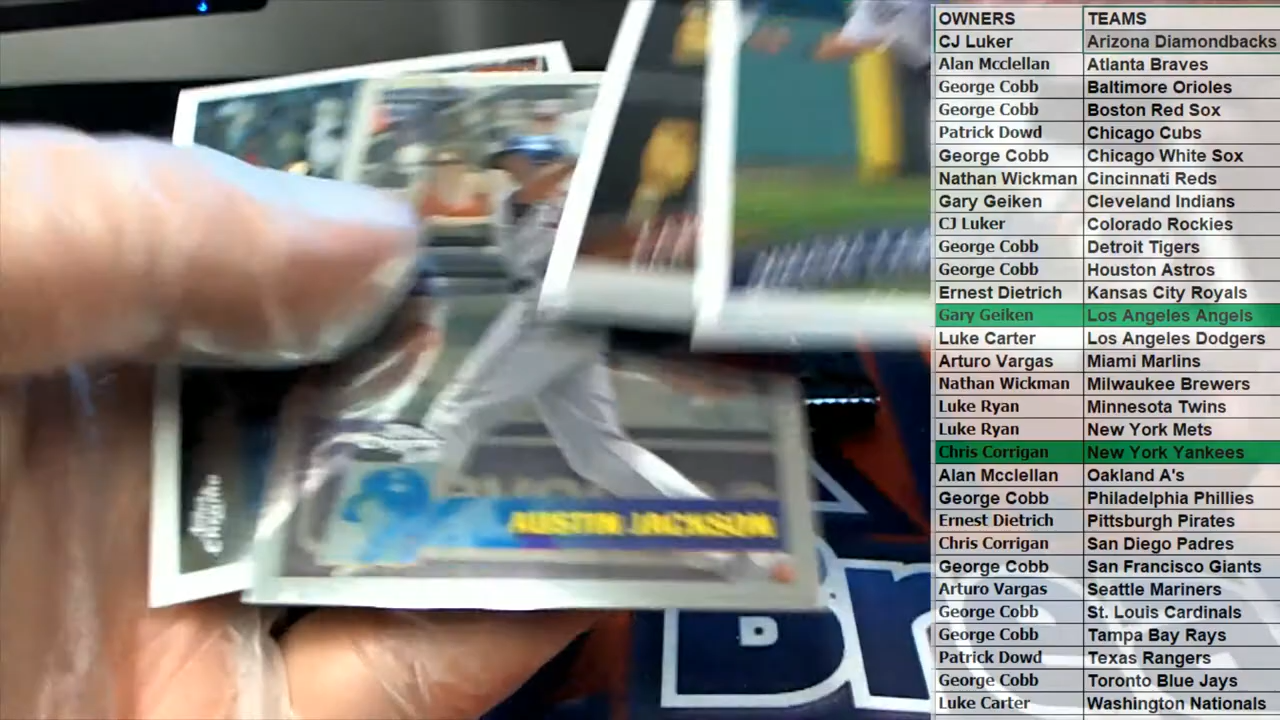 OWNERS TEAMS
CJ Luker Arizona Diamondbacks
Alan Mcclellan Atlanta Braves
George Cobb Baltimore Orioles
George Cobb Boston Red Sox
Patrick Dowd Chicago Cubs
George Cobb Chicago White Sox
Nathan Wickman Cincinnati Reds
Gary Geiken Cleveland Indians
CJ Luker Colorado Rockies
George Cobb Detroit Tigers
George Cobb Houston Astros
Ernest Dietrich Kansas City Royals
Gary Geiken Los Angeles Angels
Luke Carter Los Angeles Dodgers
Arturo Vargas Miami Marlins
Nathan Wickman Milwaukee Brewers
Luke Ryan Minnesota Twins
Luke Ryan New York Mets
Chris Corrigan New York Yankees
Alan Mcclellan Oakland A's
George Cobb Philadelphia Phillies
Ernest Dietrich Pittsburgh Pirates
Chris Corrigan San Diego Padres
George Cobb San Francisco Giants
Arturo Vargas Seattle Mariners
George Cobb St. Louis Cardinals
George Cobb Tampa Bay Rays
Patrick Dowd Texas Rangers
George Cobb Toronto Blue Jays
Luke Carter Washington Nationals
AUSTIN JACKSON
chrome